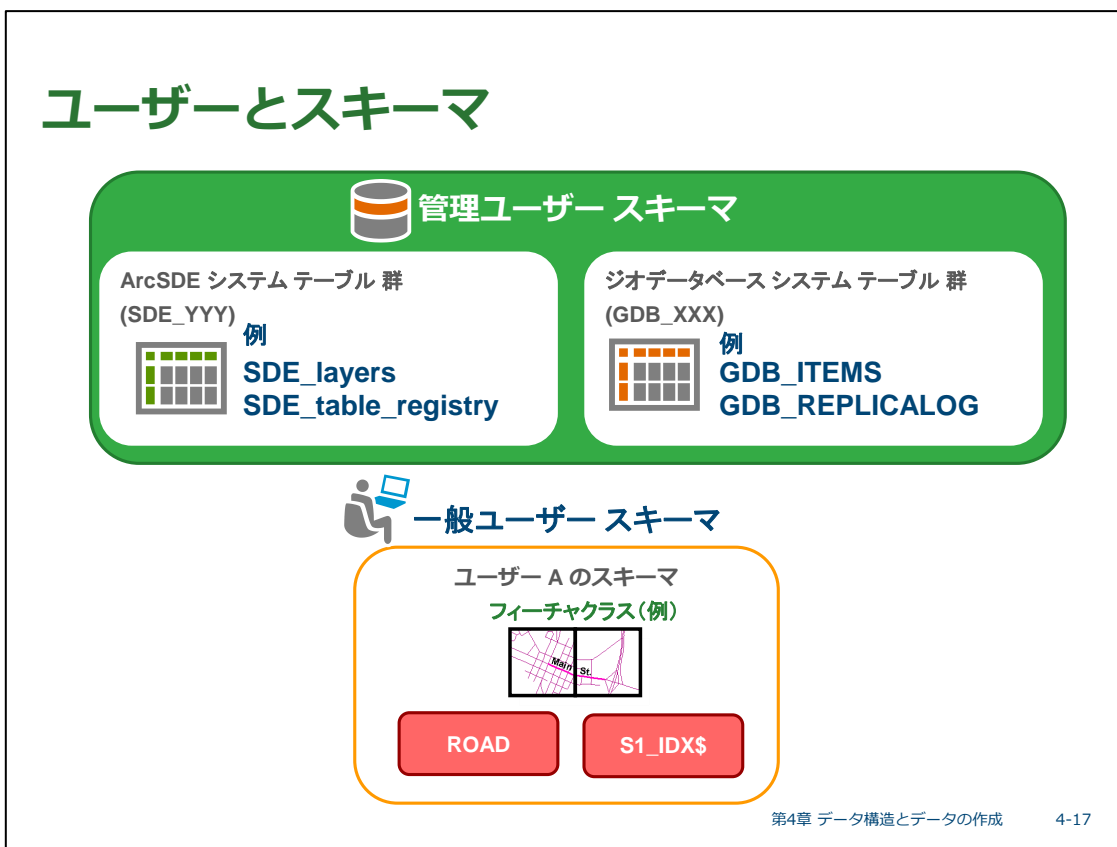 ユーザーとスキーマ
管理ユーザー スキーマ
ArcSDE システム テーブル 群
(SDE_YYY)
例
SDE_layers
SDE_table_registry
ジオデータベース システム テーブル 群
(GDB_XXX)
例
GDB_ITEMS
GDB_REPLICALOG
一般ユーザー スキーマ
ユーザー A のスキーマ
フィーチャクラス(例)
Main St.
ROAD
S1_IDX$
第4章 データ構造とデータの作成 4-17